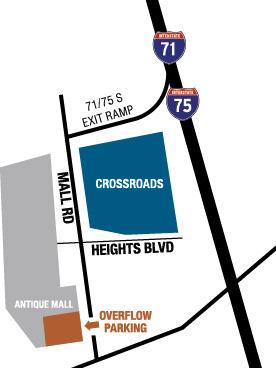 INTERSTATE
71
INTERSTATE
75
71/75 S
EXIT RAMP
CROSSROADS
MALL RD
HEIGHTS BLVD
ANTIQUE MALL
OVERFLOW
PARKING